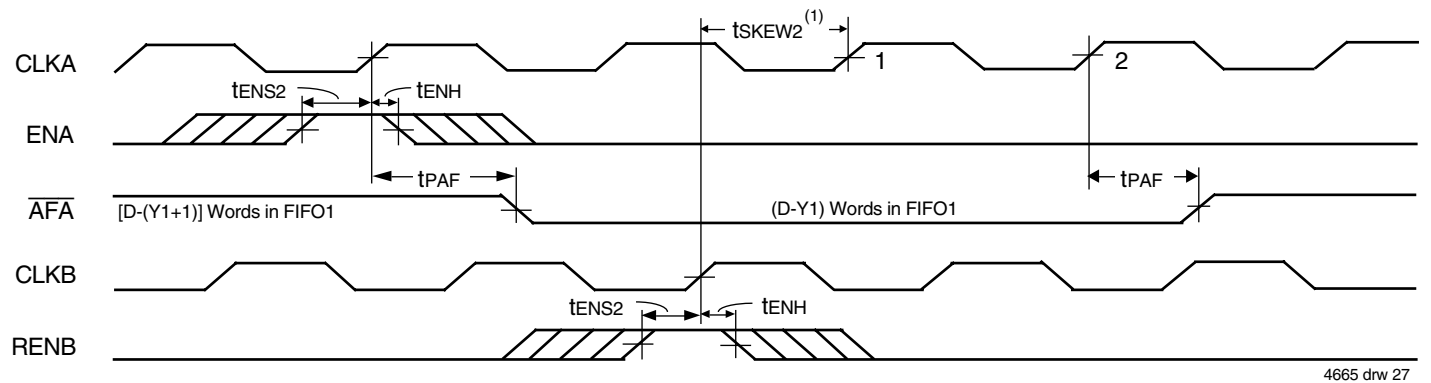 tSKEW2 (1)
CLKA
1
2
tENS2
tENH
ENA
tPAF
tPAF
AFA
[D-(Y1+1)] Words in FIFO1
(D-Y1) Words in FIFO1
CLKB
tENS2
tENH
RENB
4665 drw 27